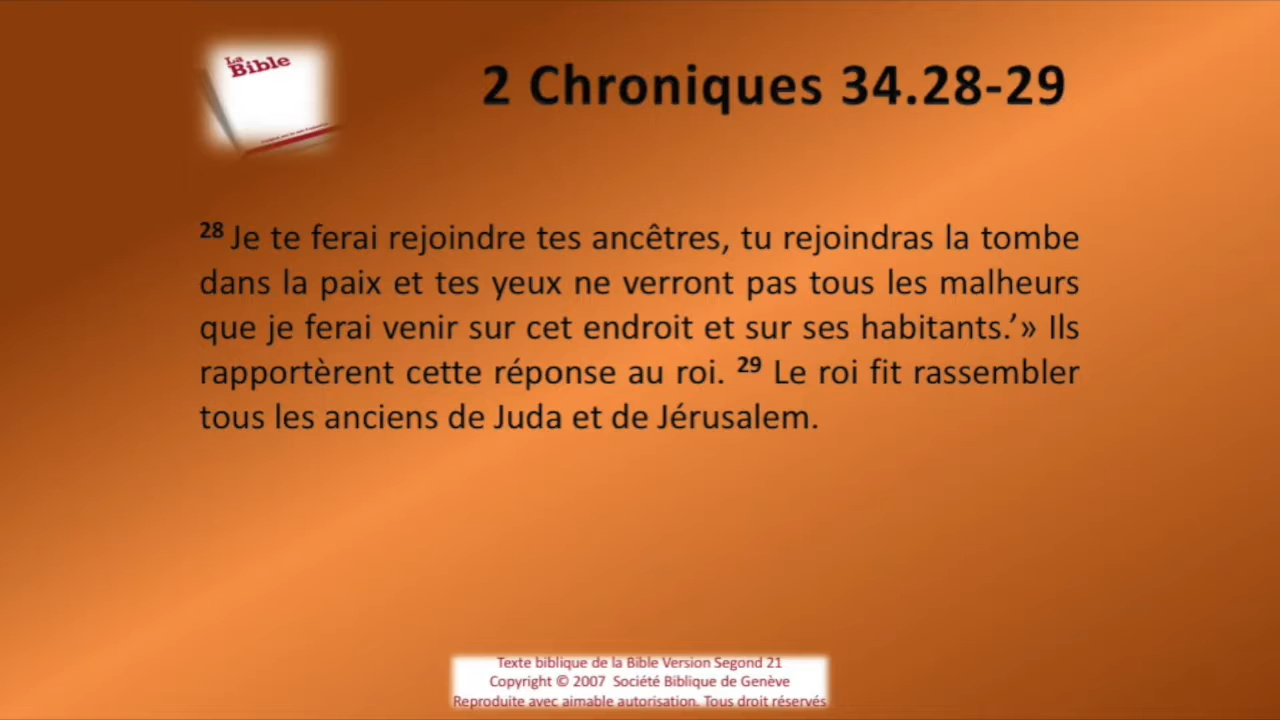 La
Bible
2 Chroniques 34.28-29
28 Je te ferai rejoindre tes ancêtres, tu rejoindras la tombe
dans la paix et tes yeux ne verront pas tous les malheurs
que je ferai venir sur cet endroit et sur ses habitants.’» Ils
rapportèrent cette réponse au roi. 29 Le roi fit rassembler
tous les anciens de Juda et de Jérusalem.
Texte biblique de la Bible Version Segond 21
Copyright © 2007 Société Biblique de Genève
Reproduite avec aimable autorisation. Tous droit réservés